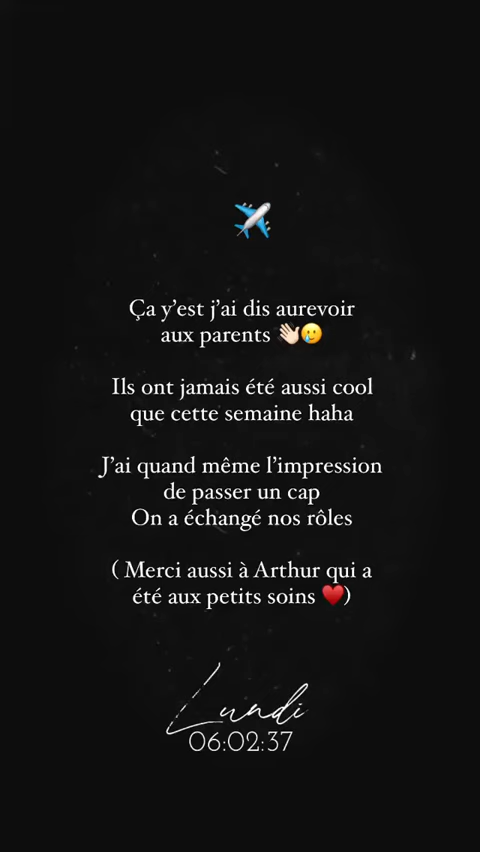 Ça y’est j’ai dis aurevoir
aux parents 👋🏻🥲
Ils ont jamais été aussi cool
que cette semaine haha
J’ai quand même l’impression
de passer un cap
On a échangé nos rôles
( Merci aussi à Arthur qui a
été aux petits soins ♥️)
Lundi
06:02:37